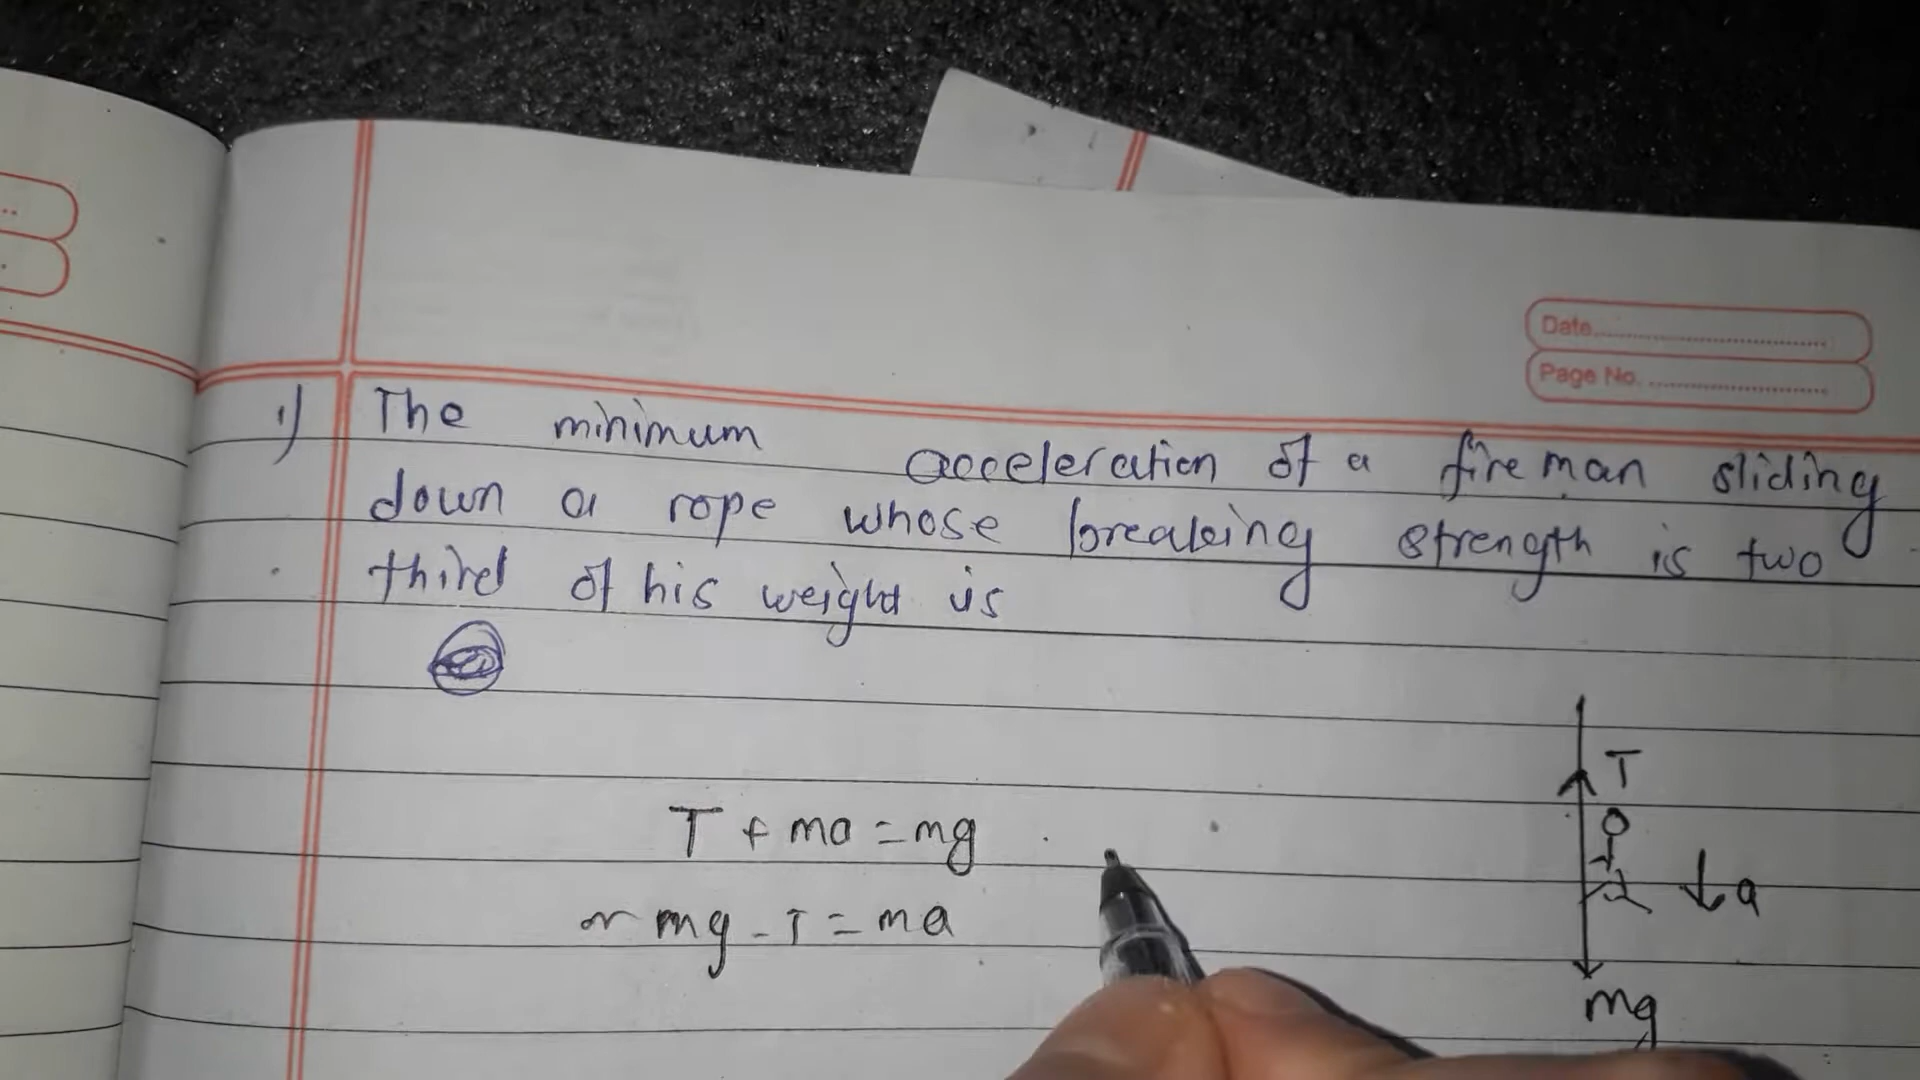 Date
Page No.
1) The minimum acceleration of a fireman sliding
down a rope whose breaking strength is two
third of his weight is
T
T + ma = mg
a
or mg - T = ma
mg